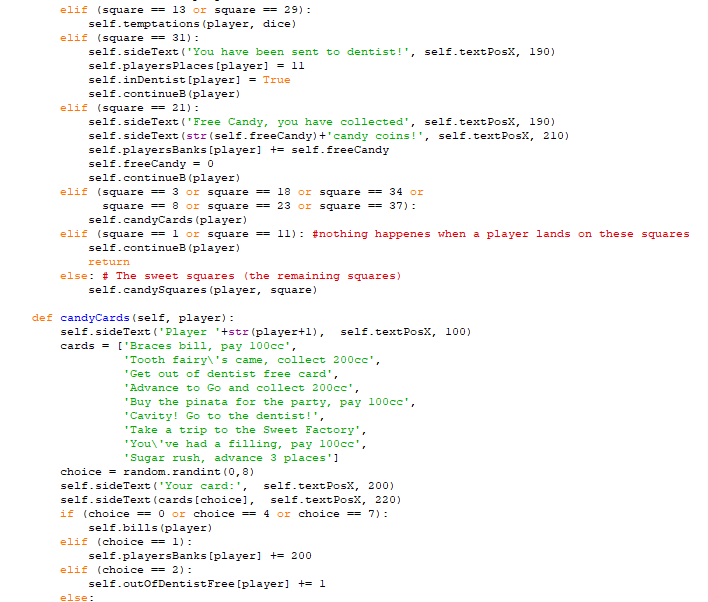 elif (square == 13 or square == 29):
self.temptations(player, dice)
elif (square == 31):
self.sideText('You have been sent to dentist!', self.textPosX, 190)
self.playersPlaces[player] = 11
self.inDentist[player] = True
self.continueB(player)
elif (square == 21):
self.sideText('Free Candy, you have collected', self.textPosX, 190)
self.sideText(str(self.freeCandy)+'candy coins!', self.textPosX, 210)
self.playersBanks[player] += self.freeCandy
self.freeCandy = 0
self.continueB(player)
elif (square == 3 or square == 18 or square == 34 or
square == 8 or square == 23 or square == 37):
self.candyCards(player)
elif (square == 1 or square == 11): #nothing happenes when a player lands on these squares
self.continueB(player)
return
else: # The sweet squares (the remaining squares)
self.candySquares(player, square)
def candyCards(self, player):
self.sideText('Player '+str(player+1),  self.textPosX, 100)
cards = ['Braces bill, pay 100cc',
'Tooth fairy\'s came, collect 200cc',
'Get out of dentist free card',
'Advance to Go and collect 200cc',
'Buy the pinata for the party, pay 100cc',
'Cavity! Go to the dentist!',
'Take a trip to the Sweet Factory',
'You\'ve had a filling, pay 100cc',
'Sugar rush, advance 3 places']
choice = random.randint(0,8)
self.sideText('Your card:',  self.textPosX, 200)
self.sideText(cards[choice],  self.textPosX, 220)
if (choice == 0 or choice == 4 or choice == 7):
self.bills(player)
elif (choice == 1):
self.playersBanks[player] += 200
elif (choice == 2):
self.outOfDentistFree[player] += 1
else: